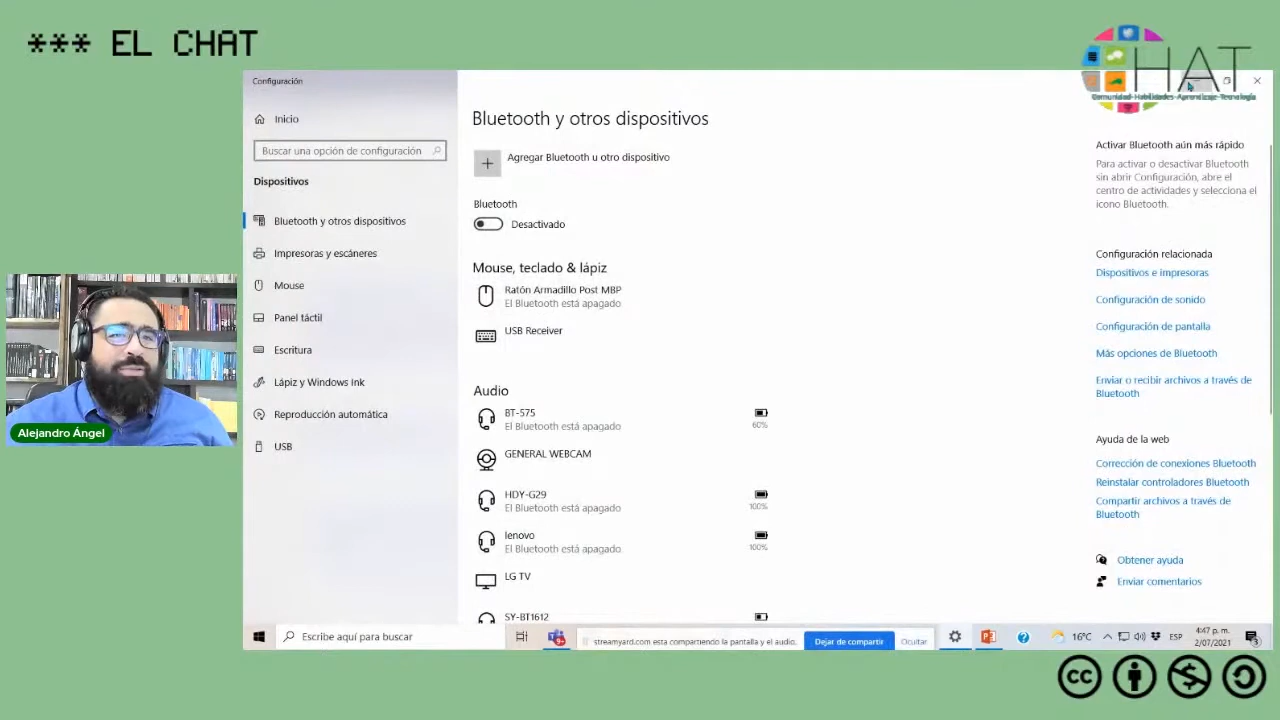 *** EL CHAT
HAT
Comunidad-Habilidades-Aprendizaje-Tecnología
Configuración
Inicio
Buscar una opción de configuración
Dispositivos
Bluetooth y otros dispositivos
Impresoras y escáneres
Mouse
Panel táctil
Escritura
Lápiz y Windows Ink
Reproducción automática
USB
Bluetooth y otros dispositivos
Agregar Bluetooth u otro dispositivo
Bluetooth
Desactivado
Mouse, teclado & lápiz
Ratón Armadillo Post MBP
El Bluetooth está apagado
USB Receiver
Audio
BT-575
El Bluetooth está apagado
60%
GENERAL WEBCAM
HDY-G29
El Bluetooth está apagado
100%
lenovo
El Bluetooth está apagado
100%
LG TV
SY-BT1612
Activar Bluetooth aún más rápido
Para activar o desactivar Bluetooth
sin abrir Configuración, abre el
centro de actividades y selecciona el
icono Bluetooth.
Configuración relacionada
Dispositivos e impresoras
Configuración de sonido
Configuración de pantalla
Más opciones de Bluetooth
Enviar o recibir archivos a través de
Bluetooth
Ayuda de la web
Corrección de conexiones Bluetooth
Reinstalar controladores Bluetooth
Compartir archivos a través de
Bluetooth
Obtener ayuda
Enviar comentarios
Alejandro Ángel
Escribe aquí para buscar
streamyard.com esta compartiendo la pantalla y el audio.
Dejar de compartir
Ocultar
16°C
ESP
4:47 p. m.
2/07/2021
cc